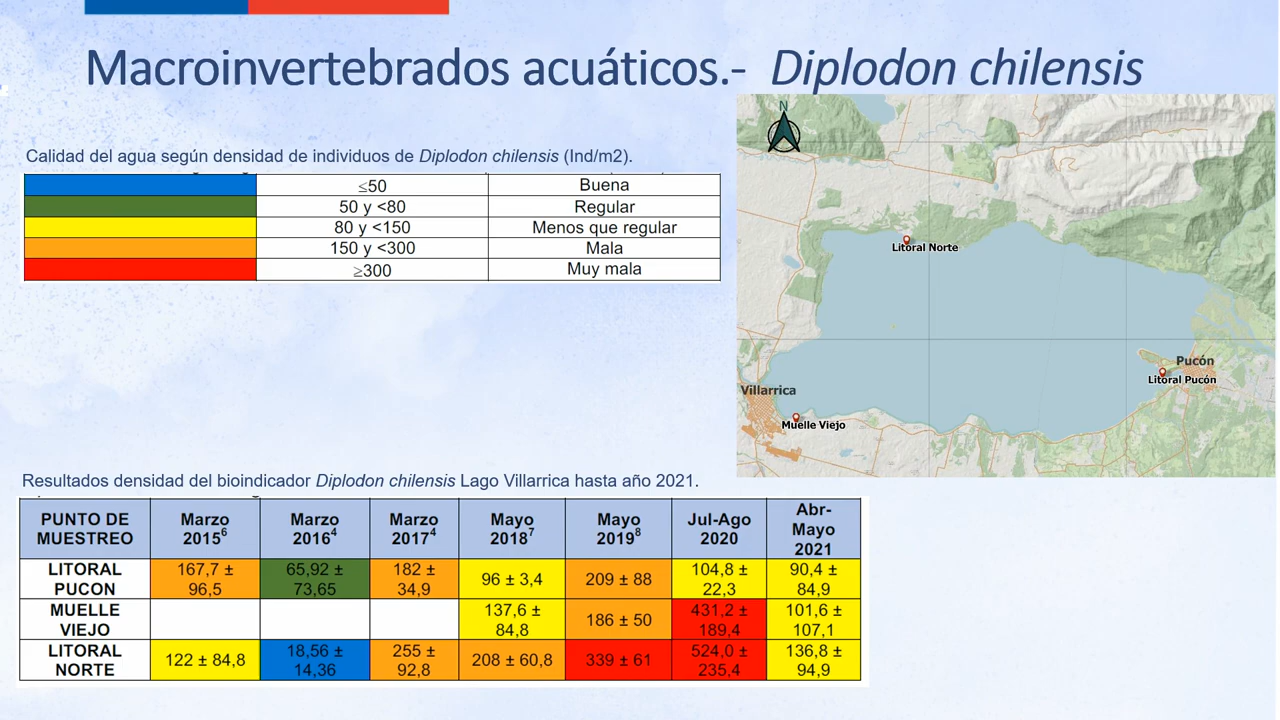 Macroinvertebrados acuáticos.- Diplodon chilensis
Calidad del agua según densidad de individuos de Diplodon chilensis (Ind/m2).
≤50 Buena
50 y <80 Regular
80 y <150 Menos que regular
150 y <300 Mala
≥300 Muy mala
N
Litoral Norte
Pucón
Litoral Pucón
Villarrica
Muelle Viejo
Resultados densidad del bioindicador Diplodon chilensis Lago Villarrica hasta año 2021.
PUNTO DE MUESTREO Marzo 2015⁶ Marzo 2016⁴ Marzo 2017⁴ Mayo 2018⁷ Mayo 2019⁸ Jul-Ago 2020 Abr-Mayo 2021
LITORAL PUCON 167,7 ± 96,5 65,92 ± 73,65 182 ± 34,9 96 ± 3,4 209 ± 88 104,8 ± 22,3 90,4 ± 84,9
MUELLE VIEJO 137,6 ± 84,8 186 ± 50 431,2 ± 189,4 101,6 ± 107,1
LITORAL NORTE 122 ± 84,8 18,56 ± 14,36 255 ± 92,8 208 ± 60,8 339 ± 61 524,0 ± 235,4 136,8 ± 94,9